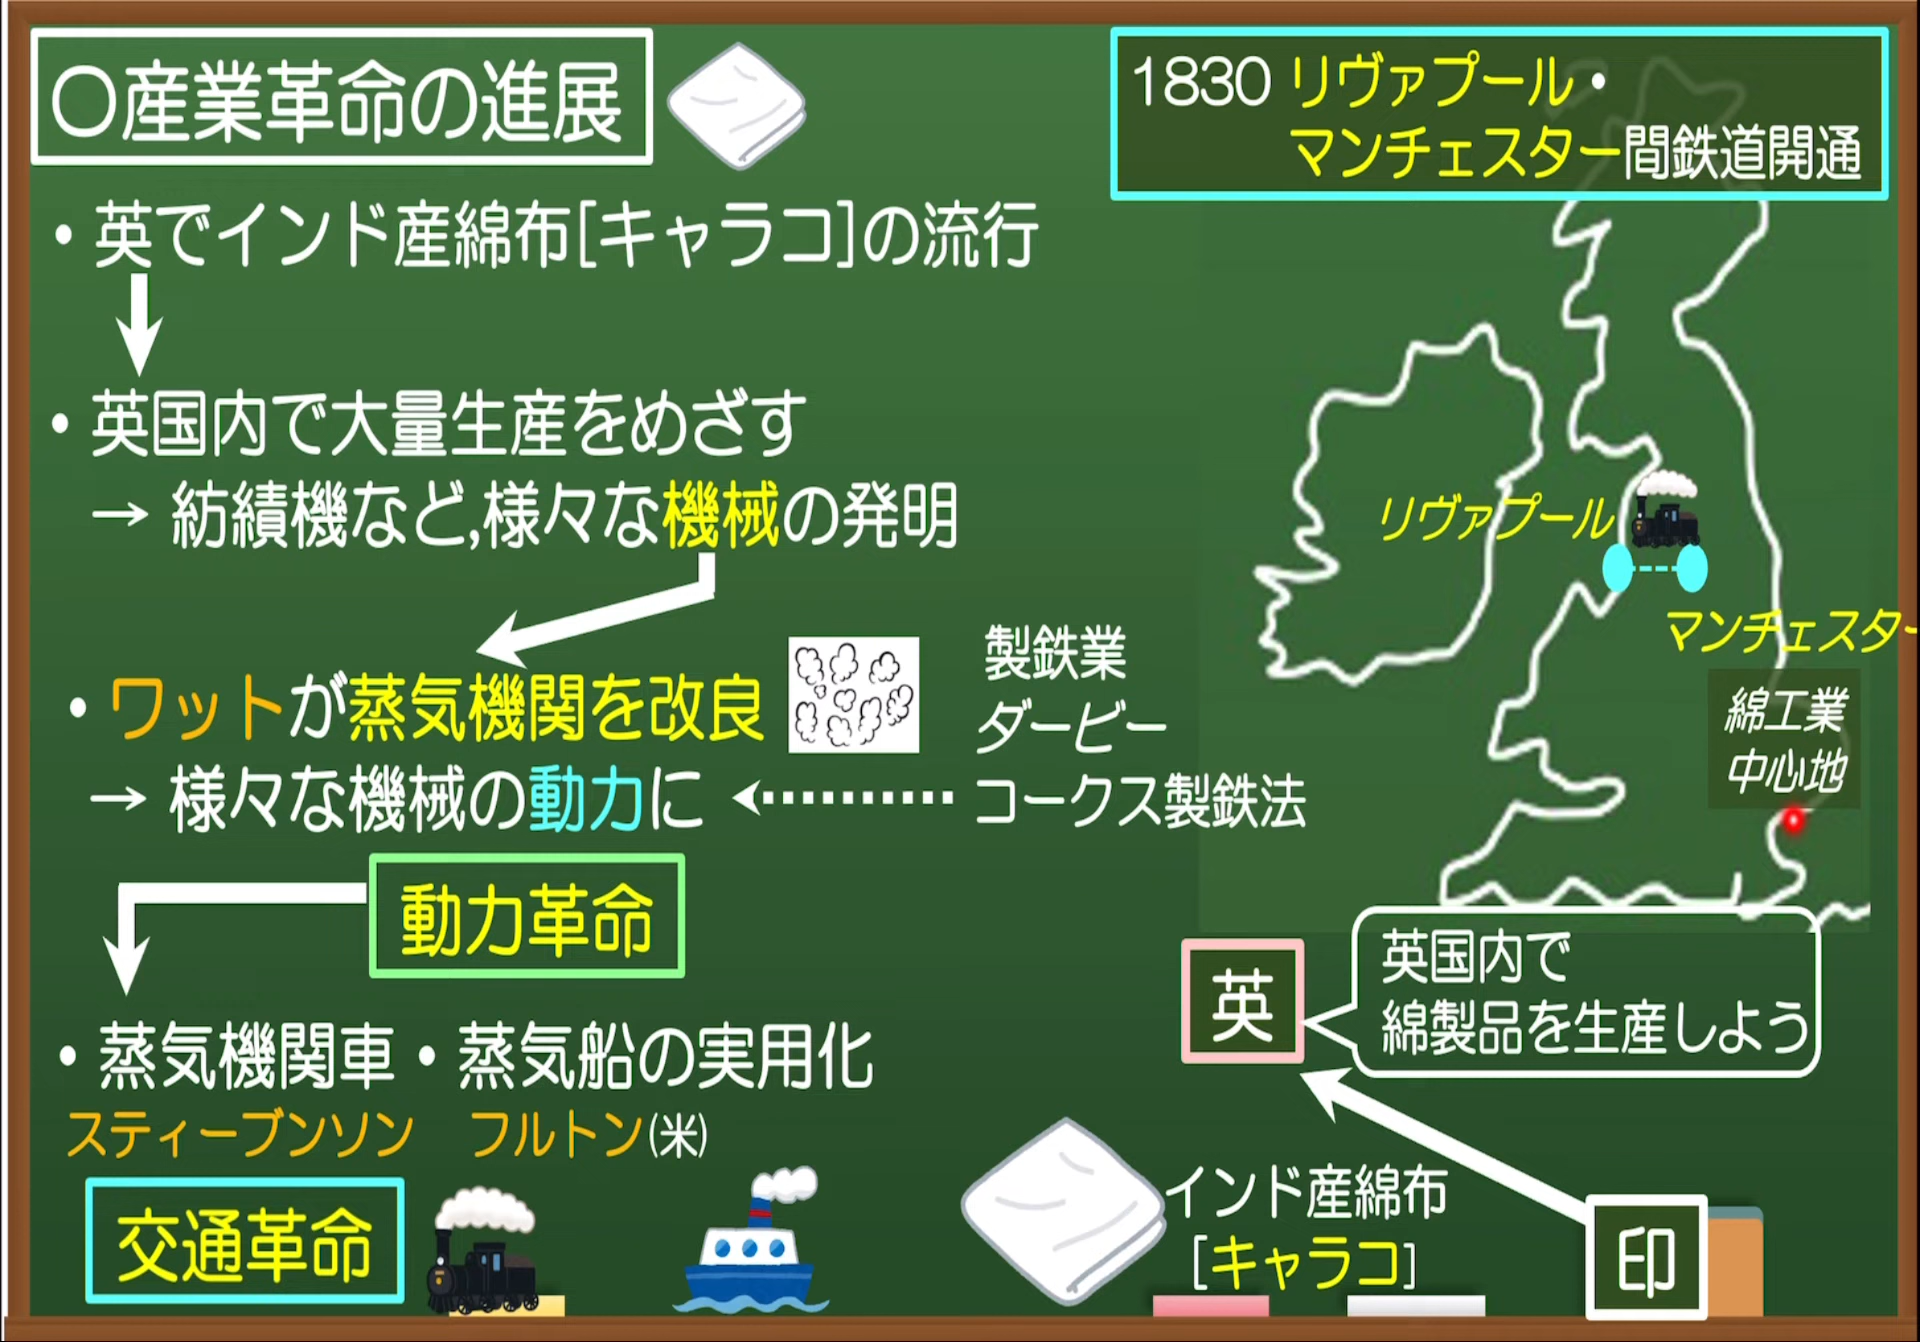 〇産業革命の進展
・英でインド産綿布[キャラコ]の流行
・英国内で大量生産をめざす
→ 紡績機など,様々な機械の発明
・ワットが蒸気機関を改良
→ 様々な機械の動力に
製鉄業
ダービー
コークス製鉄法
動力革命
・蒸気機関車・蒸気船の実用化
スティーブンソン フルトン(米)
交通革命
1830 リヴァプール・
マンチェスター間鉄道開通
リヴァプール
マンチェスター
綿工業
中心地
英
英国内で
綿製品を生産しよう
インド産綿布
[キャラコ]
印